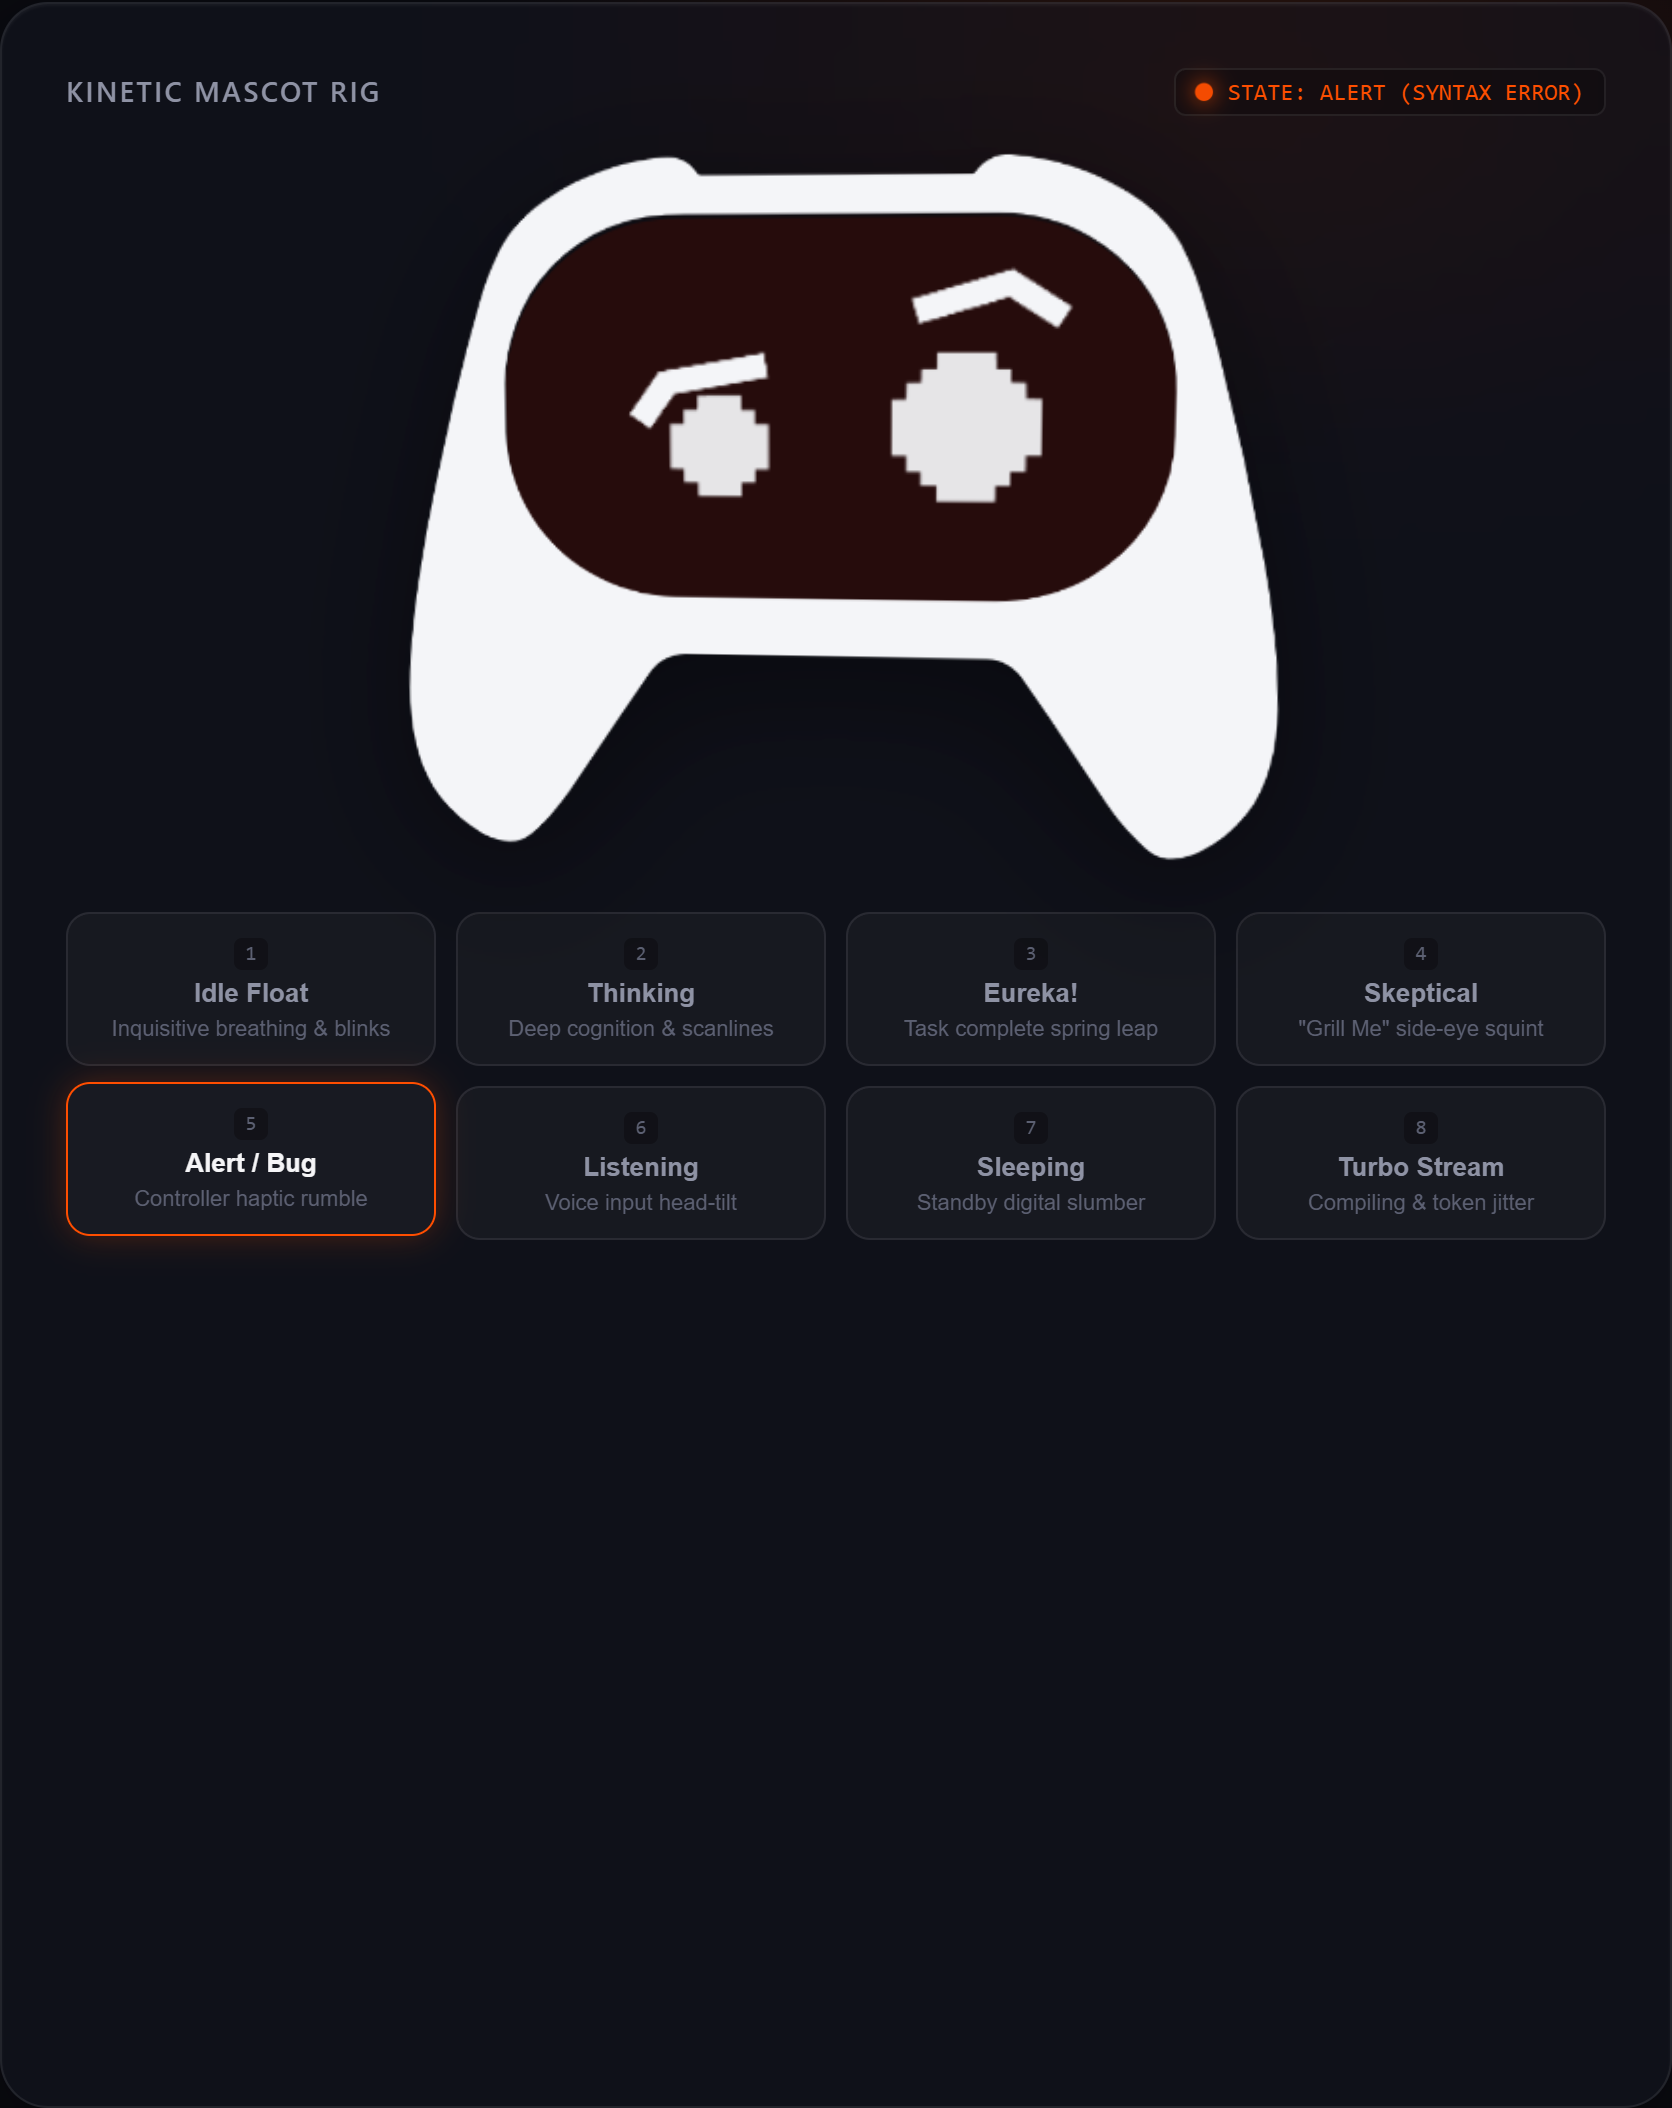 KINETIC MASCOT RIG
STATE: ALERT (SYNTAX ERROR)
1
Idle Float
Inquisitive breathing & blinks
2
Thinking
Deep cognition & scanlines
3
Eureka!
Task complete spring leap
4
Skeptical
"Grill Me" side-eye squint
5
Alert / Bug
Controller haptic rumble
6
Listening
Voice input head-tilt
7
Sleeping
Standby digital slumber
8
Turbo Stream
Compiling & token jitter